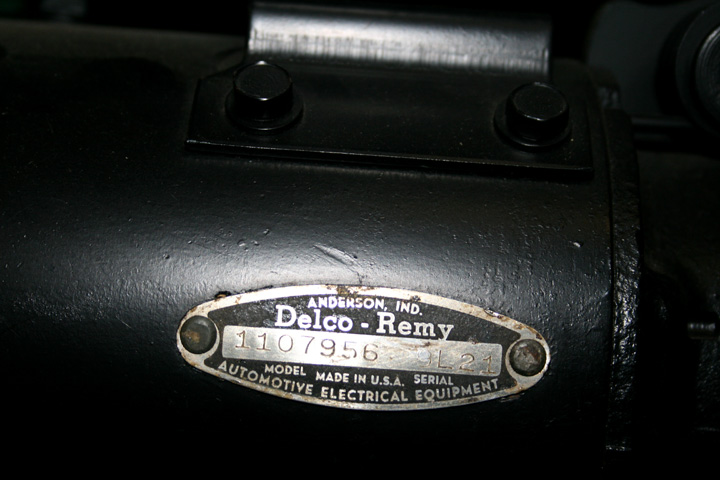 ANDERSON, IND.
Delco-Remy
1107956 9L21
MODEL MADE IN U.S.A. SERIAL
AUTOMOTIVE ELECTRICAL EQUIPMENT